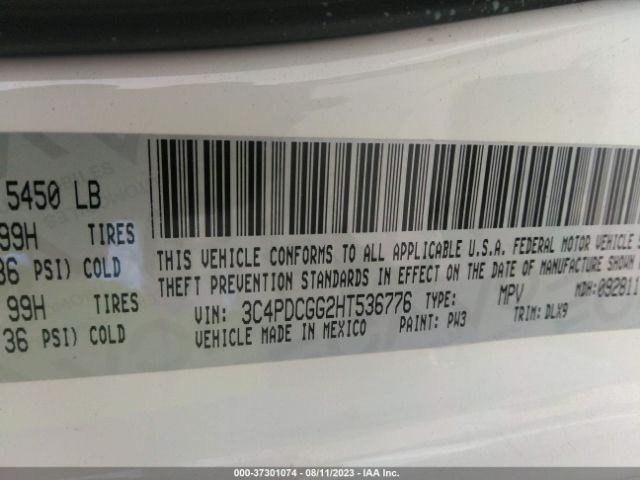 5450 LB
99H TIRES
36 PSI) COLD
99H TIRES
36 PSI) COLD
THIS VEHICLE CONFORMS TO ALL APPLICABLE U.S.A. FEDERAL MOTOR VEHICLE
THEFT PREVENTION STANDARDS IN EFFECT ON THE DATE OF MANUFACTURE SHOWN
VIN: 3C4PDCGG2HT536776 TYPE: MPV MDH: 092811
VEHICLE MADE IN MEXICO PAINT: PW3 TRIM: DLX9
000-37301074 - 08/11/2023 - IAA Inc.